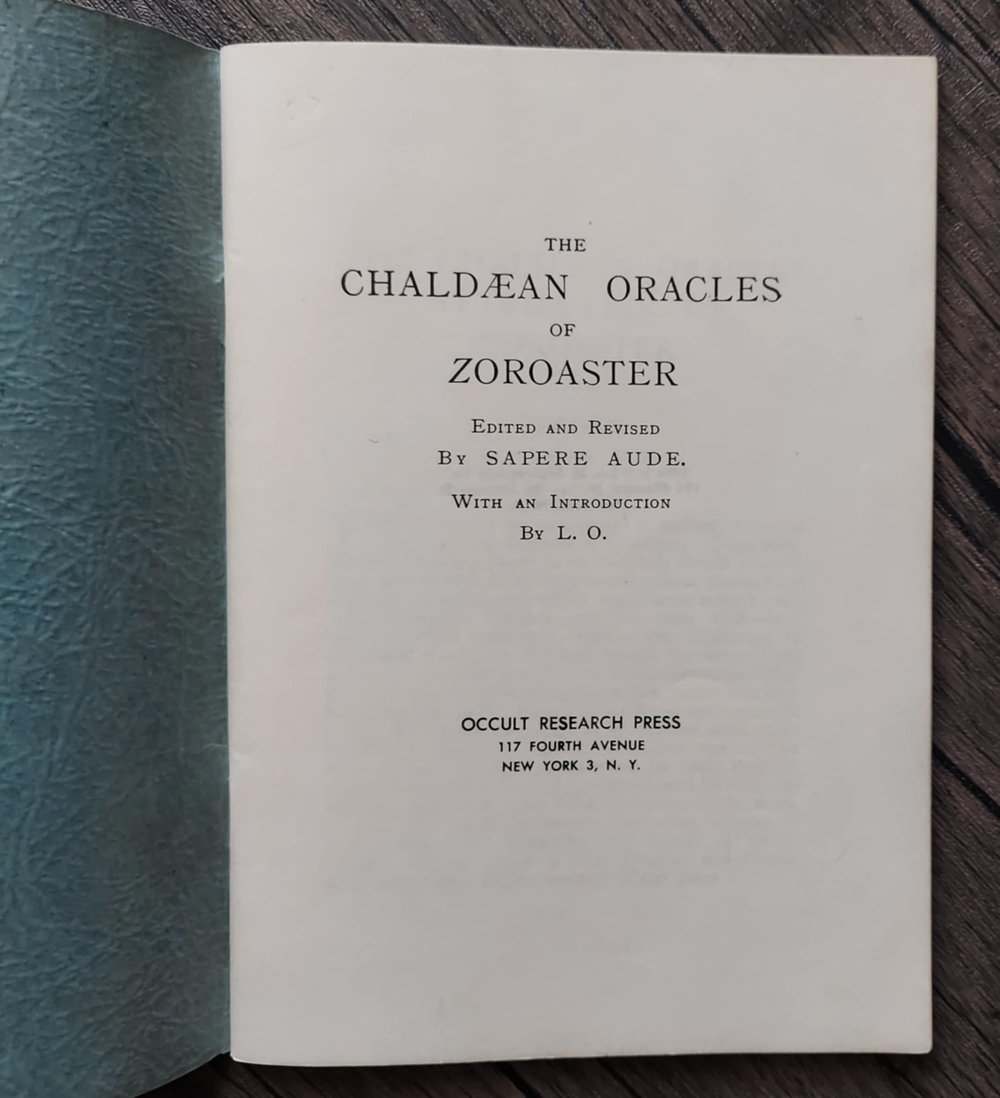 THE
CHALDÆAN ORACLES
OF
ZOROASTER
Edited and Revised
By SAPERE AUDE.
With an Introduction
By L. O.
OCCULT RESEARCH PRESS
117 FOURTH AVENUE
NEW YORK 3, N. Y.